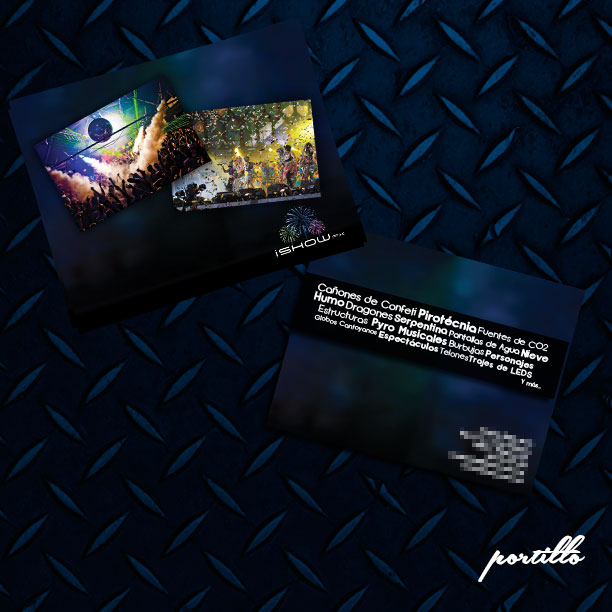 iSHOW
Cañones de Confeti Pirotécnia Fuentes de CO2
Humo Dragones Serpentina Pantallas de Agua Nieve
Estructuras Pyro Musicales Burbujas Personajes
Globos Cantoyanos Espectáculos Telones Trajes de LEDS
Y más..
portillo